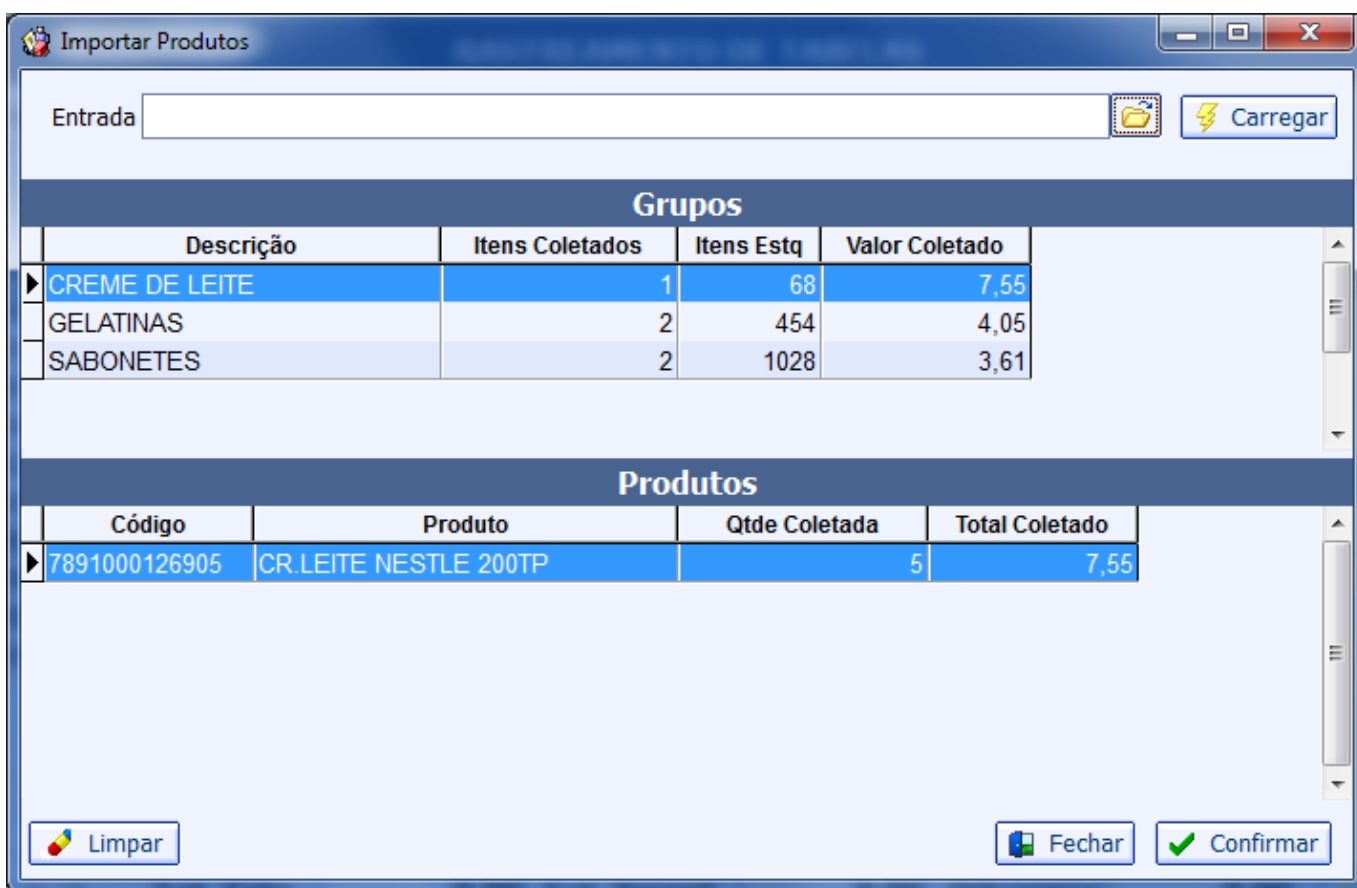 Importar Produtos
Entrada Carregar
Grupos
Descrição Itens Coletados Itens Estq Valor Coletado
CREME DE LEITE 1 68 7,55
GELATINAS 2 454 4,05
SABONETES 2 1028 3,61
Produtos
Código Produto Qtde Coletada Total Coletado
7891000126905 CR.LEITE NESTLE 200TP 5 7,55
Limpar Fechar Confirmar